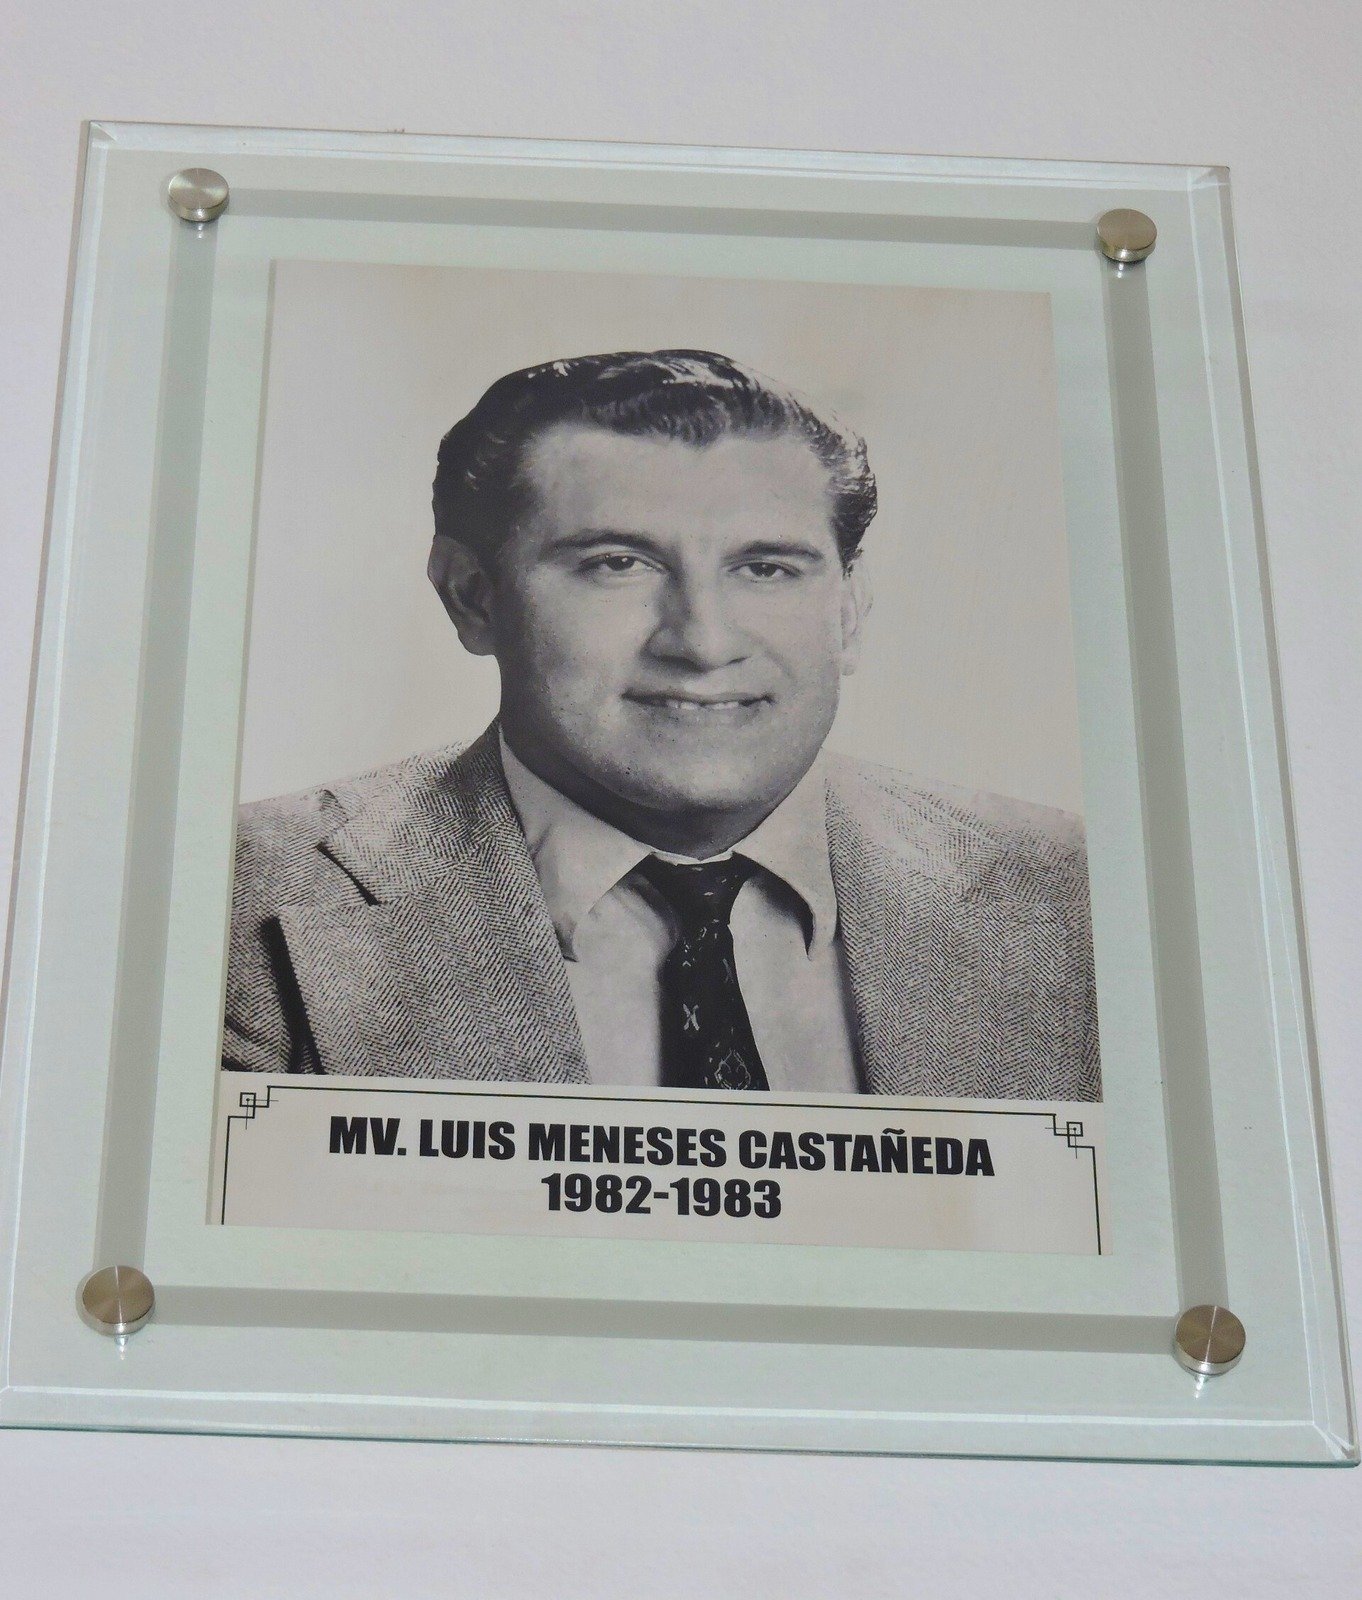 MV. LUIS MENESES CASTAÑEDA
1982-1983